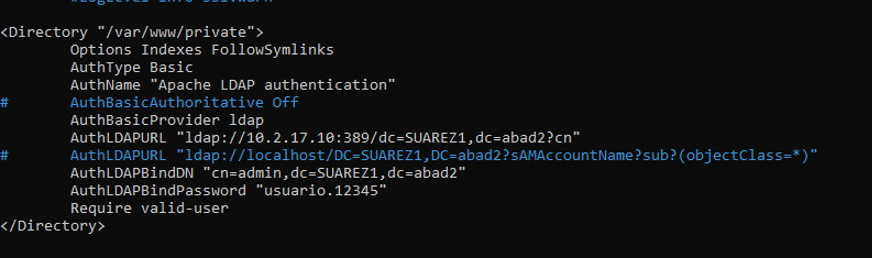 <Directory "/var/www/private">
Options Indexes FollowSymlinks
AuthType Basic
AuthName "Apache LDAP authentication"
# AuthBasicAuthoritative Off
AuthBasicProvider ldap
AuthLDAPURL "ldap://10.2.17.10:389/dc=SUAREZ1,dc=abad2?cn"
# AuthLDAPURL "ldap://localhost/DC=SUAREZ1,DC=abad2?sAMAccountName?sub?(objectClass=*)"
AuthLDAPBindDN "cn=admin,dc=SUAREZ1,dc=abad2"
AuthLDAPBindPassword "usuario.12345"
Require valid-user
</Directory>